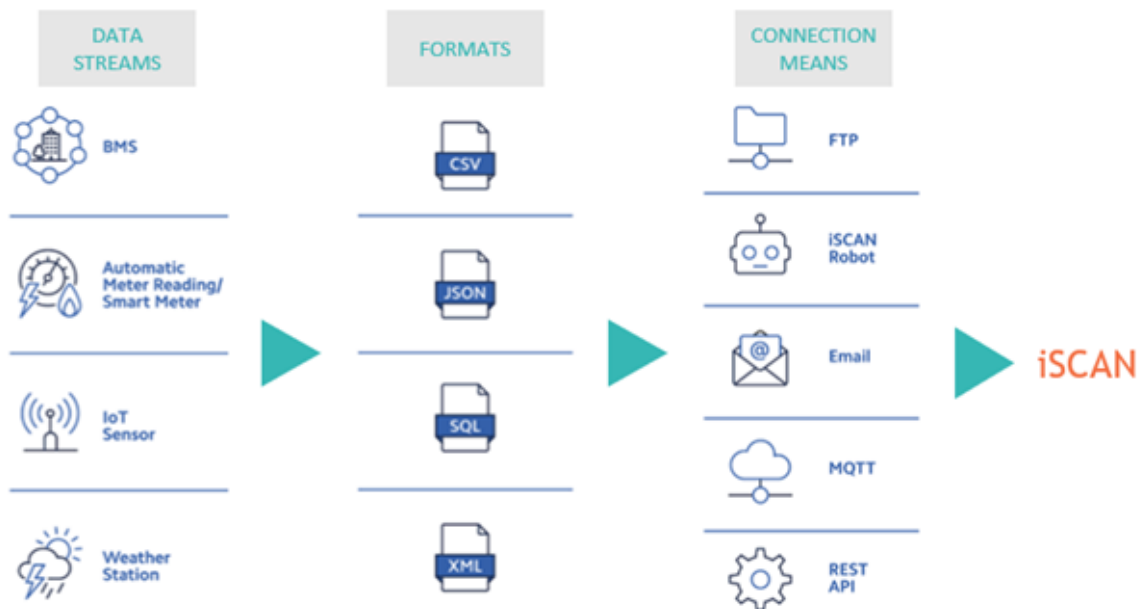 DATA
STREAMS
FORMATS
CONNECTION
MEANS
BMS
Automatic
Meter Reading/
Smart Meter
IoT
Sensor
Weather
Station
CSV
JSON
SQL
XML
FTP
iSCAN
Robot
@
Email
MQTT
REST
API
iSCAN